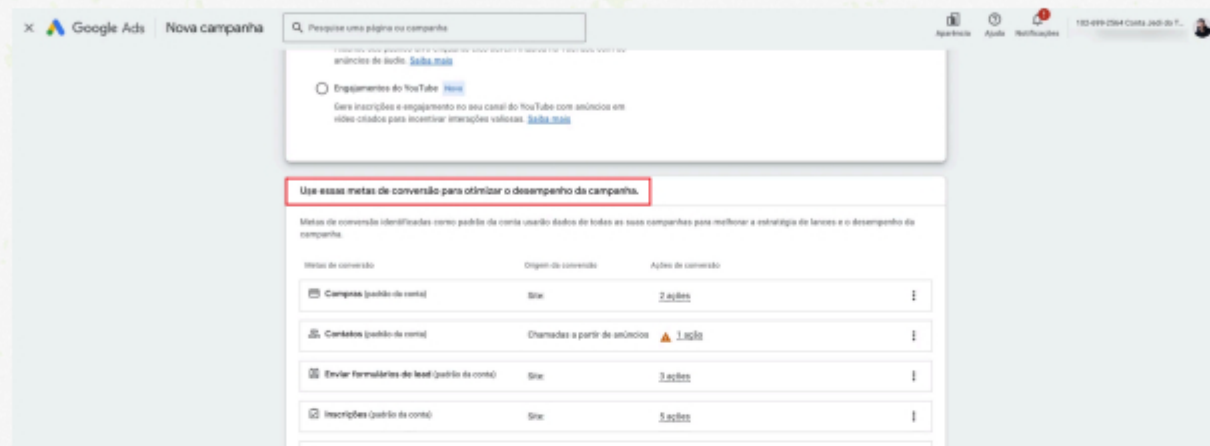 Google Ads
Nova campanha
Pesquise uma página ou campanha
Aparência
Ajuda
Notificações
anúncios de áudio. Saiba mais
Engajamentos do YouTube Novo
Gere inscrições e engajamento no seu canal do YouTube com anúncios em
vídeo criados para incentivar interações valiosas. Saiba mais
Use essas metas de conversão para otimizar o desempenho da campanha.
Metas de conversão identificadas como padrão da conta usarão dados de todas as suas campanhas para melhorar a estratégia de lances e o desempenho da
campanha.
Metas de conversão Origem da conversão Ações de conversão
Compras (padrão da conta) Site 2 ações
Contatos (padrão da conta) Chamadas a partir de anúncios 1 ação
Enviar formulários de lead (padrão da conta) Site 3 ações
Inscrições (padrão da conta) Site 5 ações